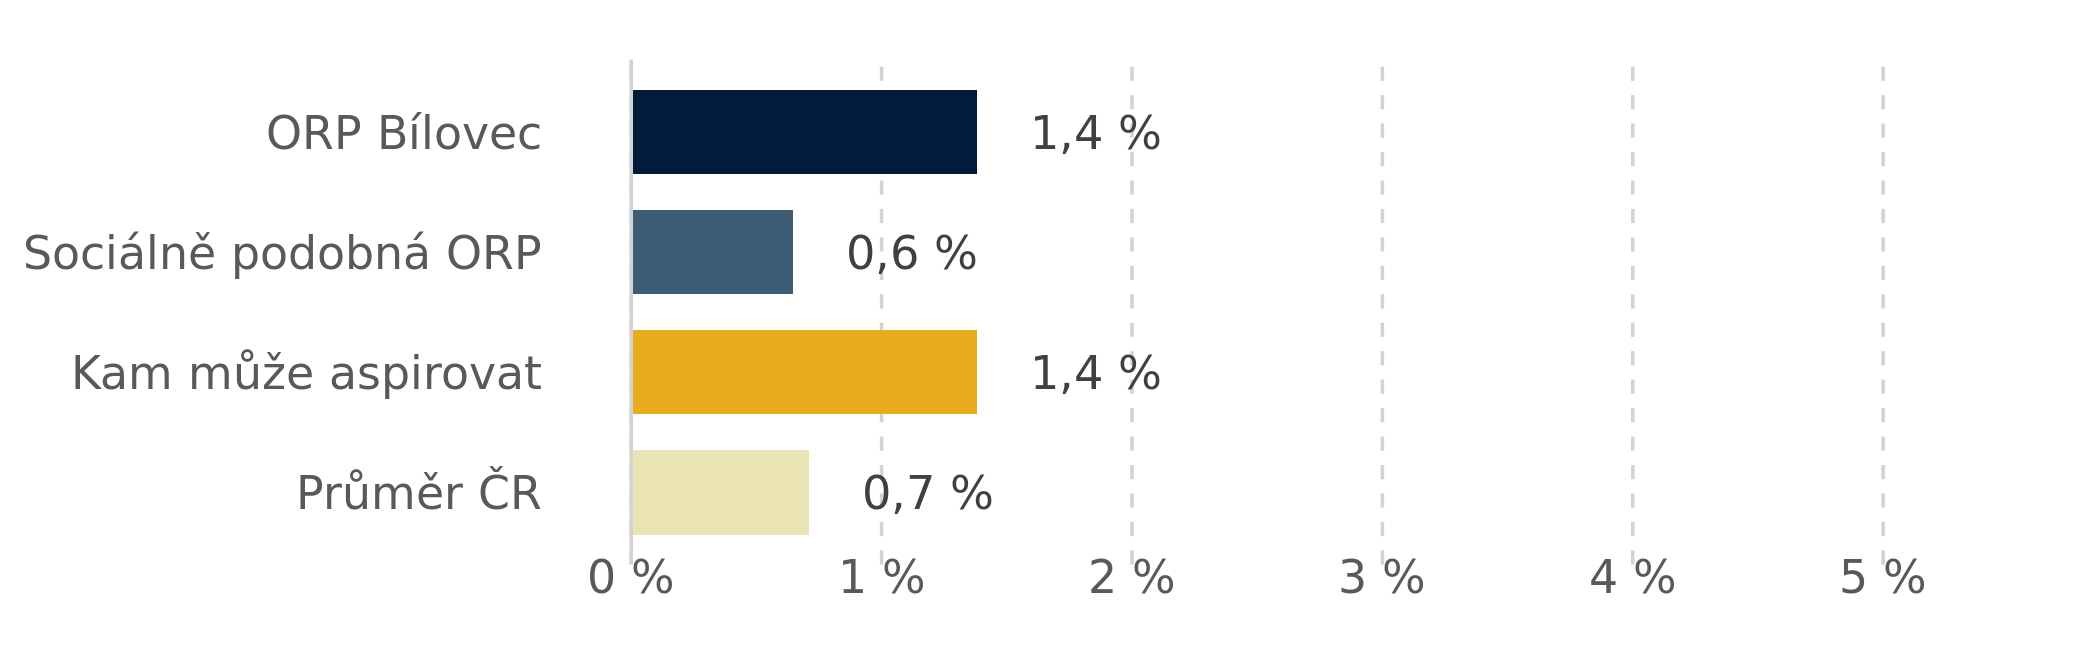 ORP Bílovec 1,4 %
Sociálně podobná ORP 0,6 %
Kam může aspirovat 1,4 %
Průměr ČR 0,7 %
0 % 1 % 2 % 3 % 4 % 5 %